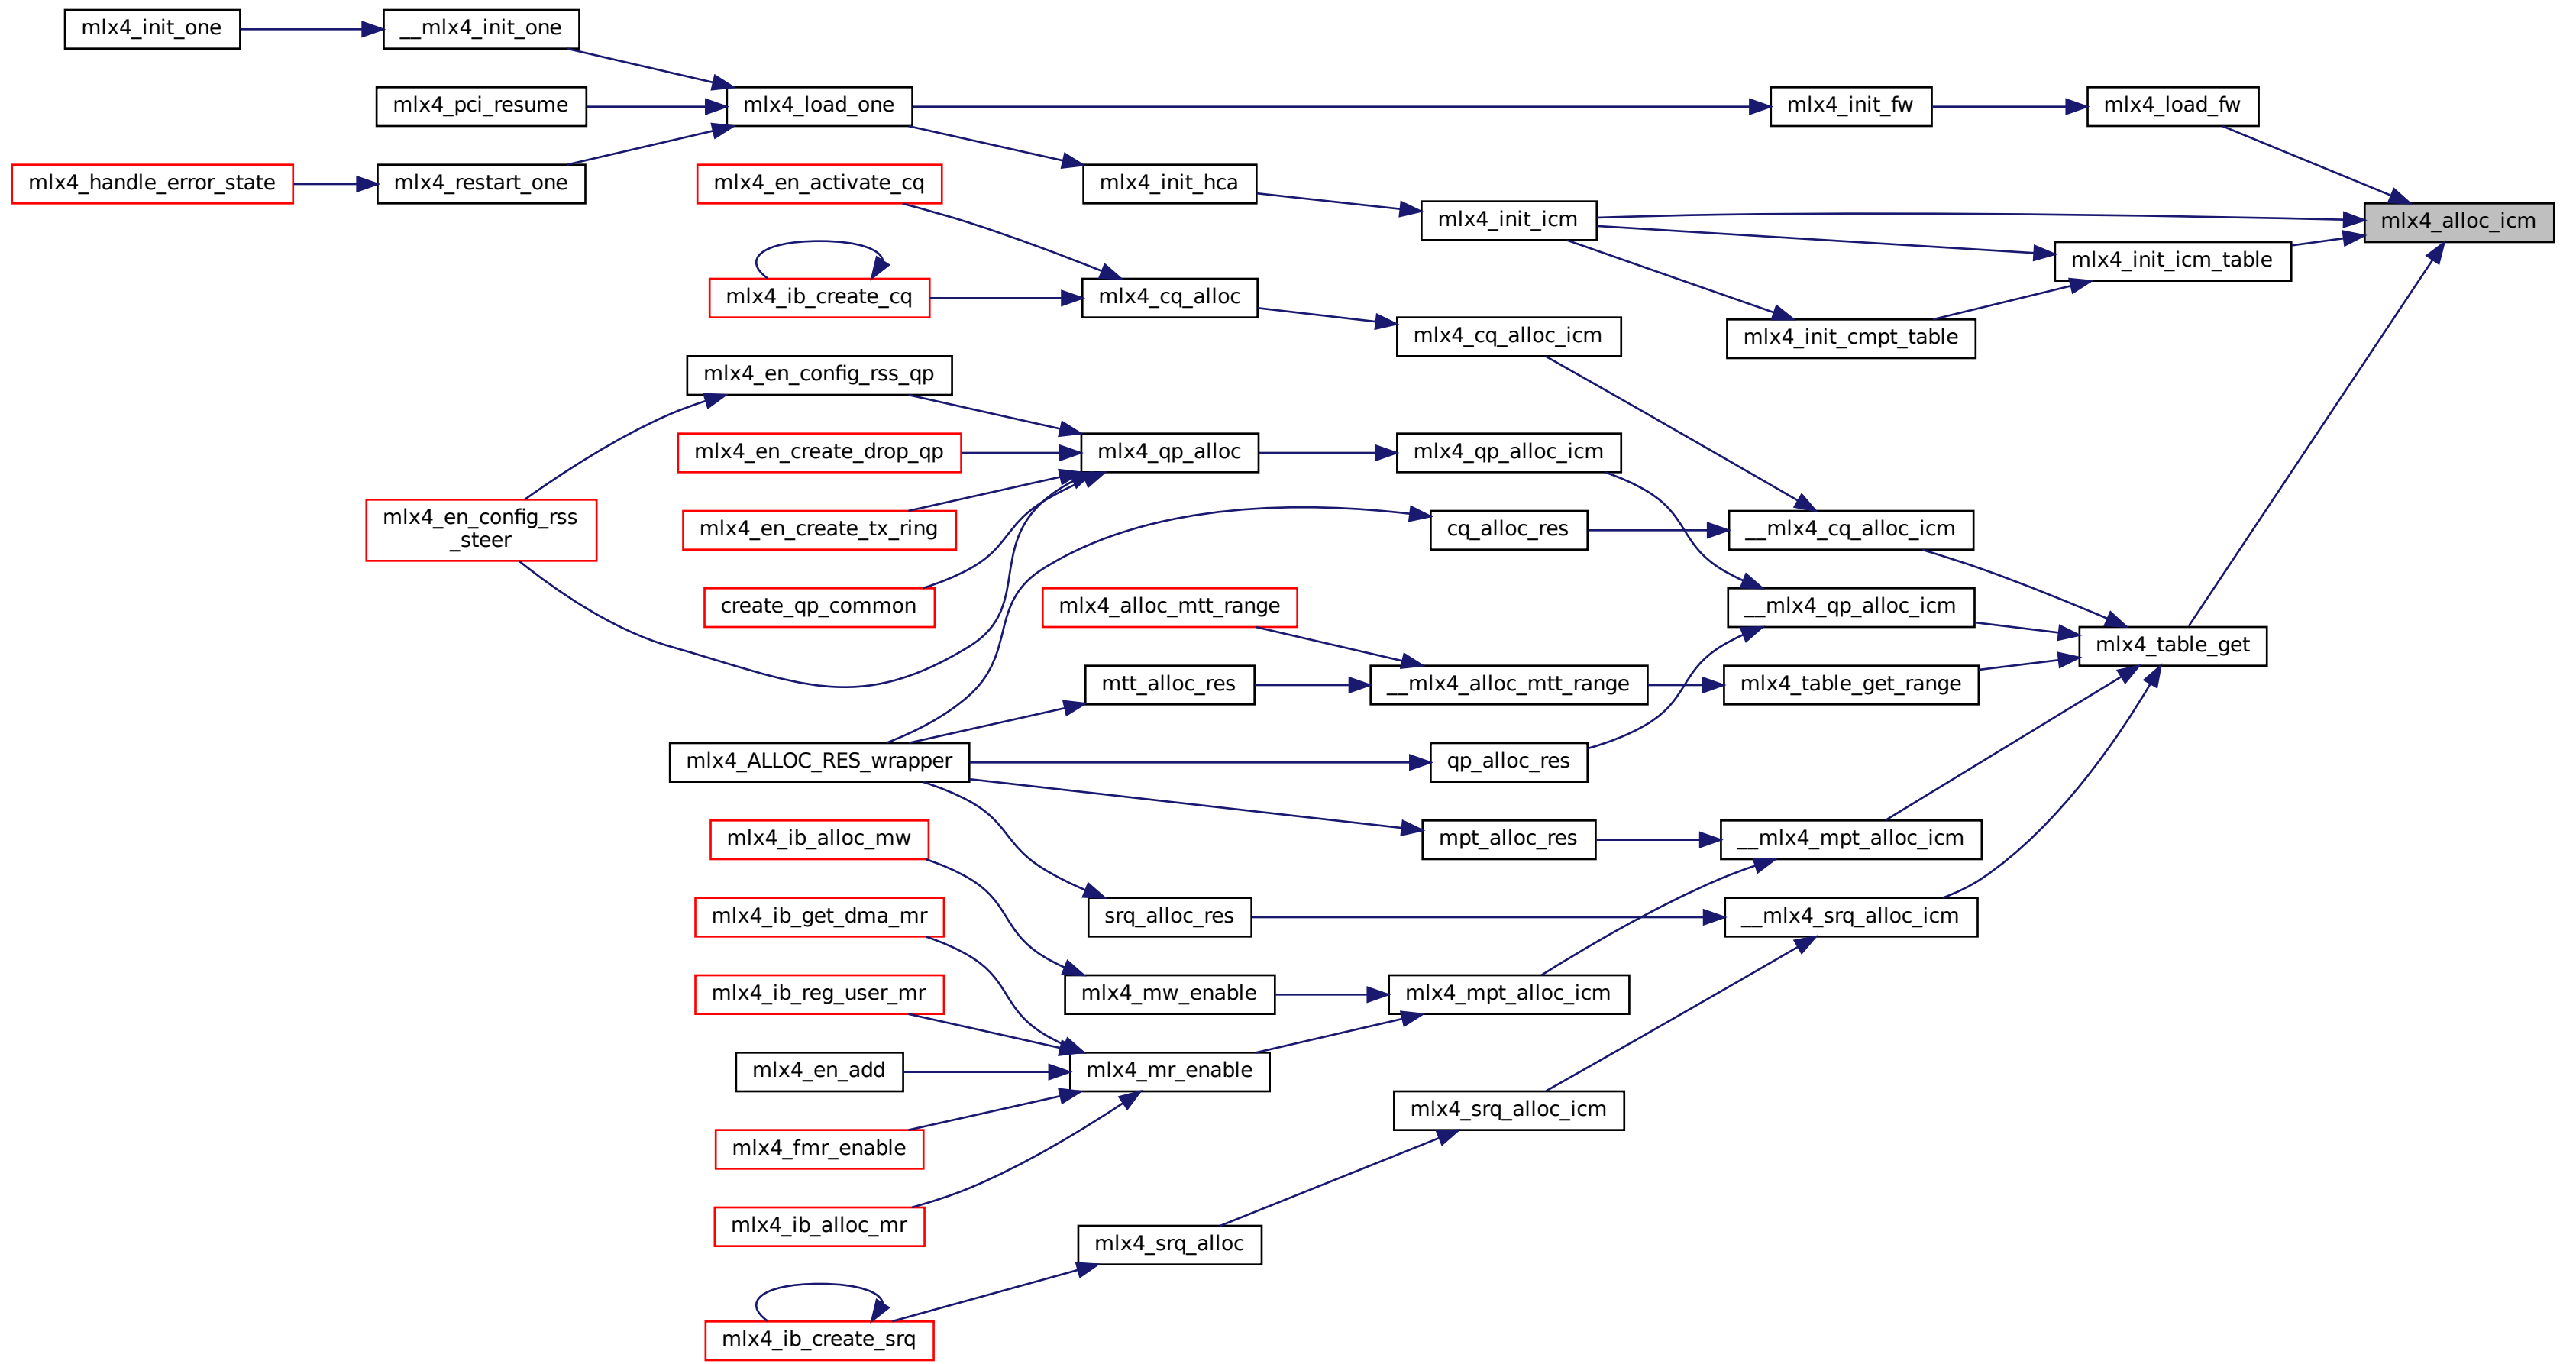 mlx4_init_one
__mlx4_init_one
mlx4_pci_resume
mlx4_load_one
mlx4_init_fw
mlx4_load_fw
mlx4_handle_error_state
mlx4_restart_one
mlx4_en_activate_cq
mlx4_init_hca
mlx4_init_icm
mlx4_alloc_icm
mlx4_init_icm_table
mlx4_ib_create_cq
mlx4_cq_alloc
mlx4_cq_alloc_icm
mlx4_init_cmpt_table
mlx4_en_config_rss_qp
mlx4_en_create_drop_qp
mlx4_qp_alloc
mlx4_qp_alloc_icm
mlx4_en_config_rss
_steer
mlx4_en_create_tx_ring
cq_alloc_res
__mlx4_cq_alloc_icm
create_qp_common
mlx4_alloc_mtt_range
__mlx4_qp_alloc_icm
mlx4_table_get
mtt_alloc_res
__mlx4_alloc_mtt_range
mlx4_table_get_range
mlx4_ALLOC_RES_wrapper
qp_alloc_res
mlx4_ib_alloc_mw
mpt_alloc_res
__mlx4_mpt_alloc_icm
mlx4_ib_get_dma_mr
srq_alloc_res
__mlx4_srq_alloc_icm
mlx4_ib_reg_user_mr
mlx4_mw_enable
mlx4_mpt_alloc_icm
mlx4_en_add
mlx4_mr_enable
mlx4_srq_alloc_icm
mlx4_fmr_enable
mlx4_ib_alloc_mr
mlx4_srq_alloc
mlx4_ib_create_srq